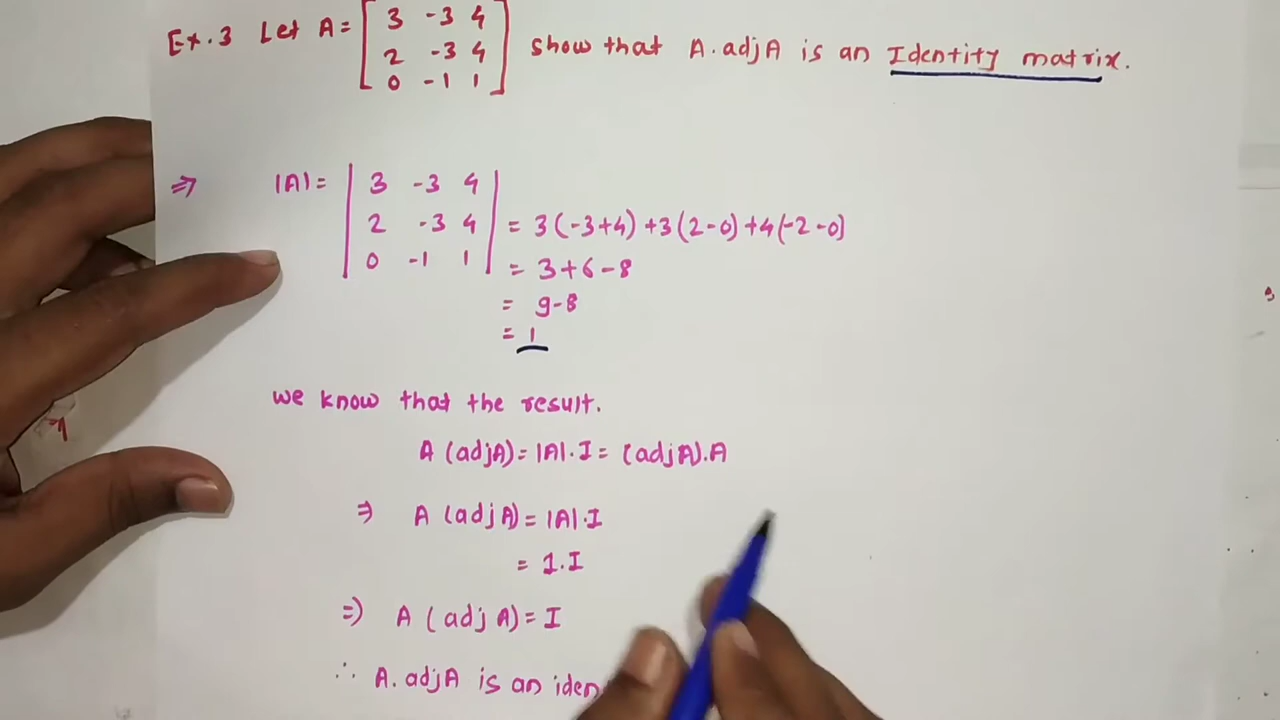 Ex.3 Let A = [ 3 -3 4
2 -3 4
0 -1 1 ] show that A.adjA is an Identity matrix.
⇒ |A| = | 3 -3 4
2 -3 4
0 -1 1 | = 3(-3+4) +3(2-0) +4(-2-0)
= 3+6-8
= 9-8
= 1
we know that the result.
A (adjA) = |A|.I = (adjA).A
⇒ A (adjA) = |A|.I
= 1.I
⇒ A (adj A) = I
∴ A.adjA is an iden